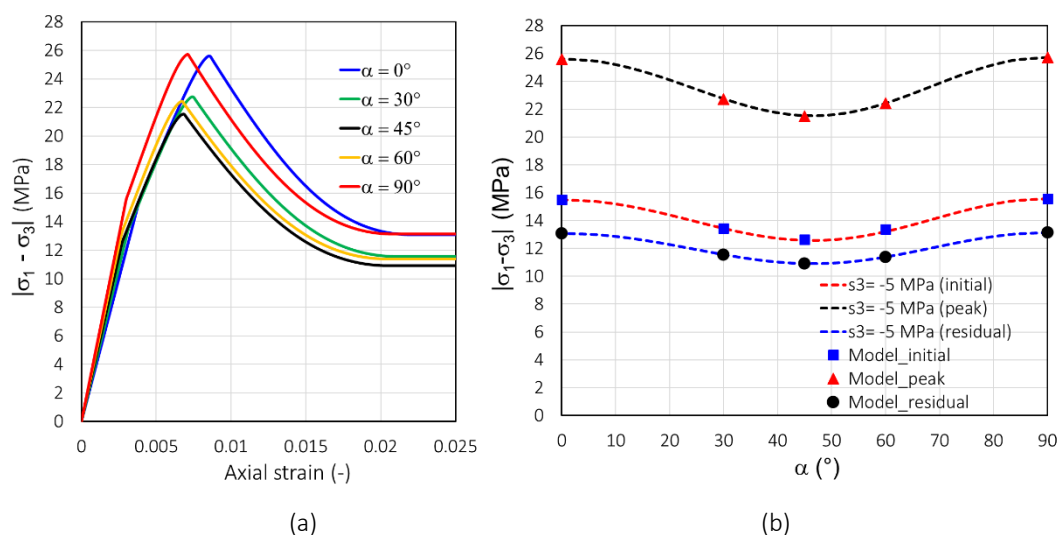 28
26
24
22
20
18
16
14
12
10
8
6
4
2
0
|σ1 - σ3| (MPa)
0 0.005 0.01 0.015 0.02 0.025
Axial strain (-)
α = 0°
α = 30°
α = 45°
α = 60°
α = 90°
(a)
28
26
24
22
20
18
16
14
12
10
8
6
4
2
0
|σ1-σ3| (MPa)
s3= -5 MPa (initial)
s3= -5 MPa (peak)
s3= -5 MPa (residual)
Model_initial
Model_peak
Model_residual
0 10 20 30 40 50 60 70 80 90
α (°)
(b)